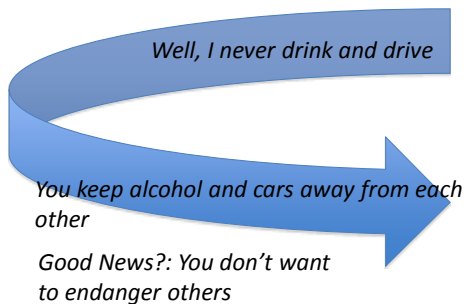 Well, I never drink and drive
You keep alcohol and cars away from each
other
Good News?: You don’t want
to endanger others